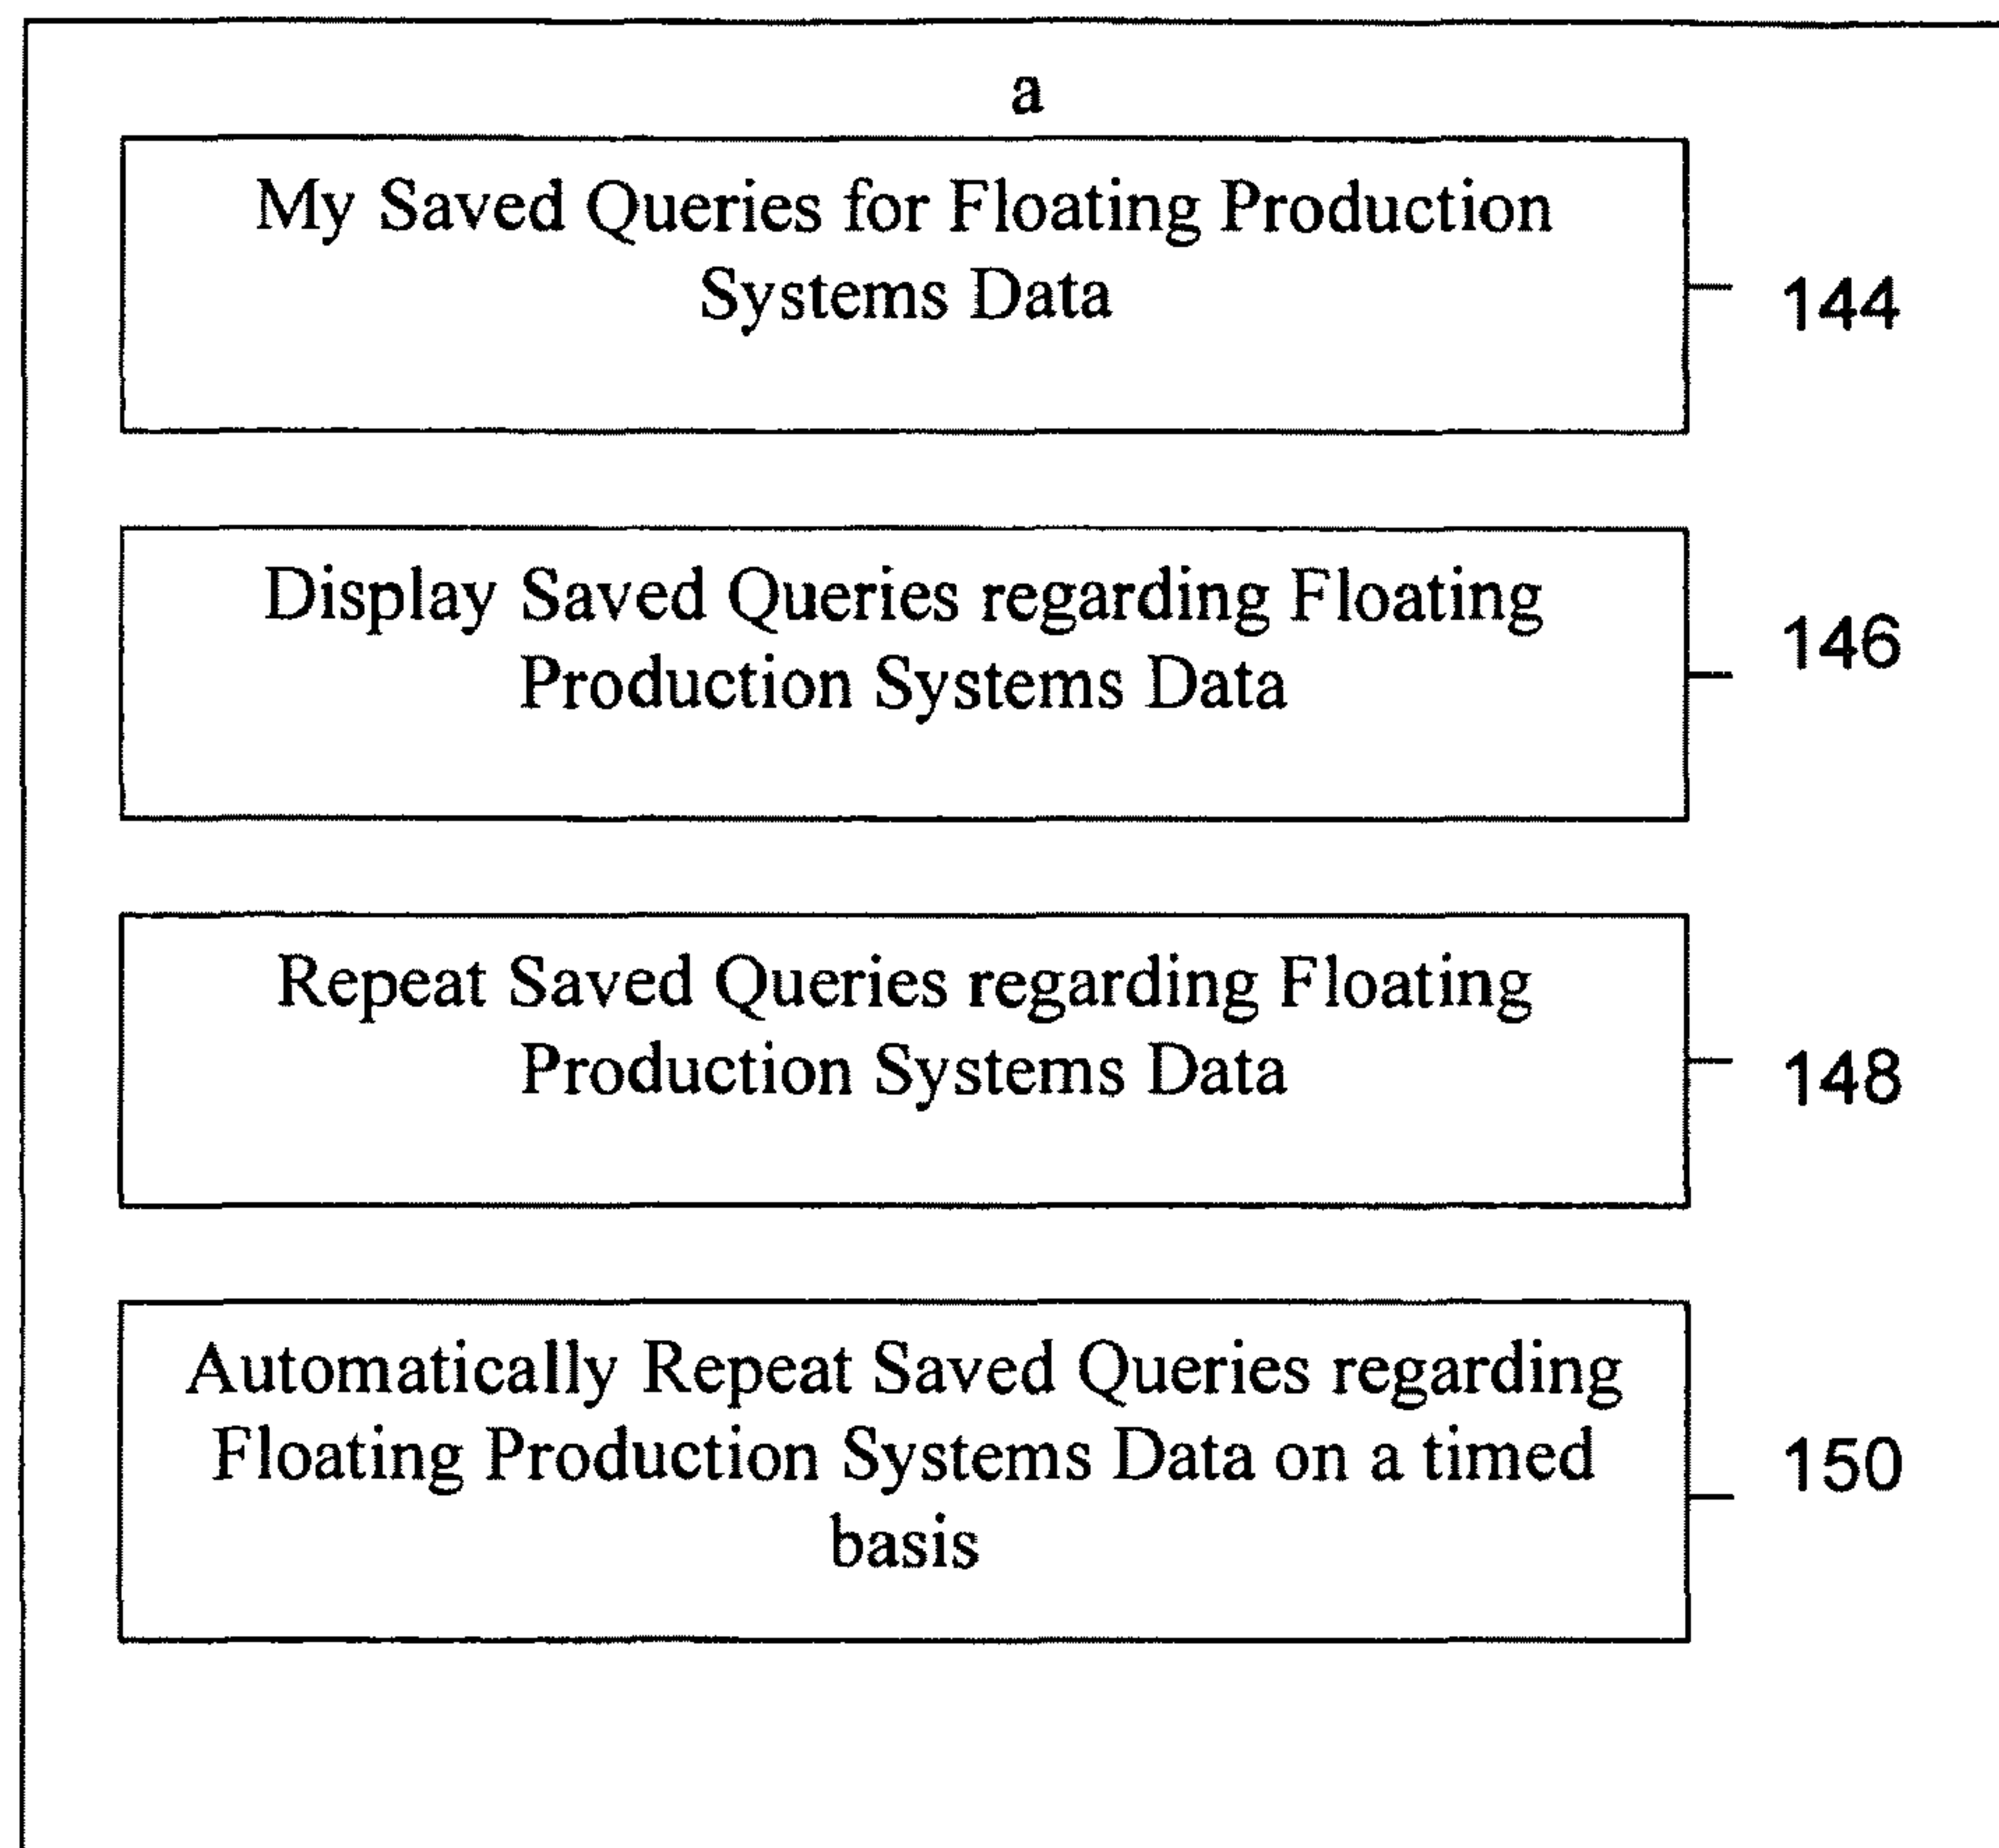 a
My Saved Queries for Floating Production
Systems Data
144
Display Saved Queries regarding Floating
Production Systems Data
146
Repeat Saved Queries regarding Floating
Production Systems Data
148
Automatically Repeat Saved Queries regarding
Floating Production Systems Data on a timed
basis
150